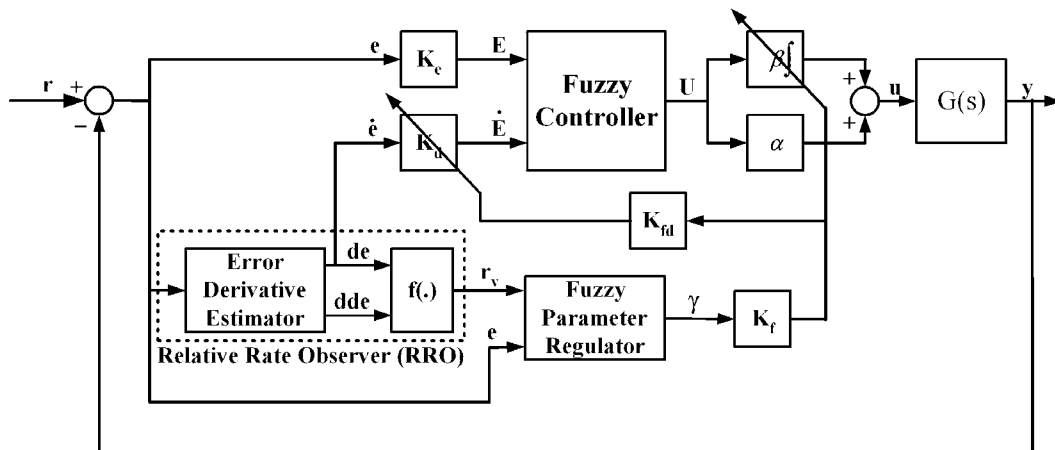 e K_e E
Fuzzy
Controller
U
β∫
α
+
+
u
G(s)
y
r
+
−
ė K_d Ė
K_fd
Error
Derivative
Estimator
de
dde
f(.)
r_v
e
Relative Rate Observer (RRO)
Fuzzy
Parameter
Regulator
γ
K_f